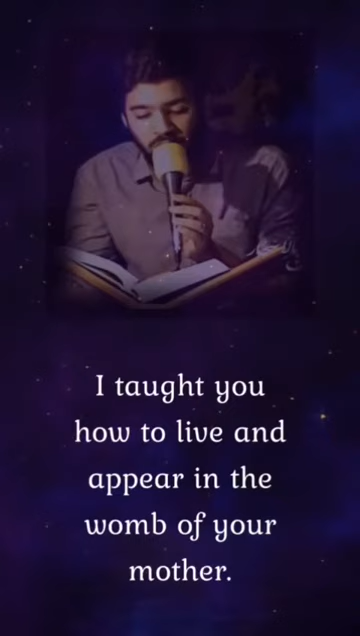 I taught you
how to live and
appear in the
womb of your
mother.